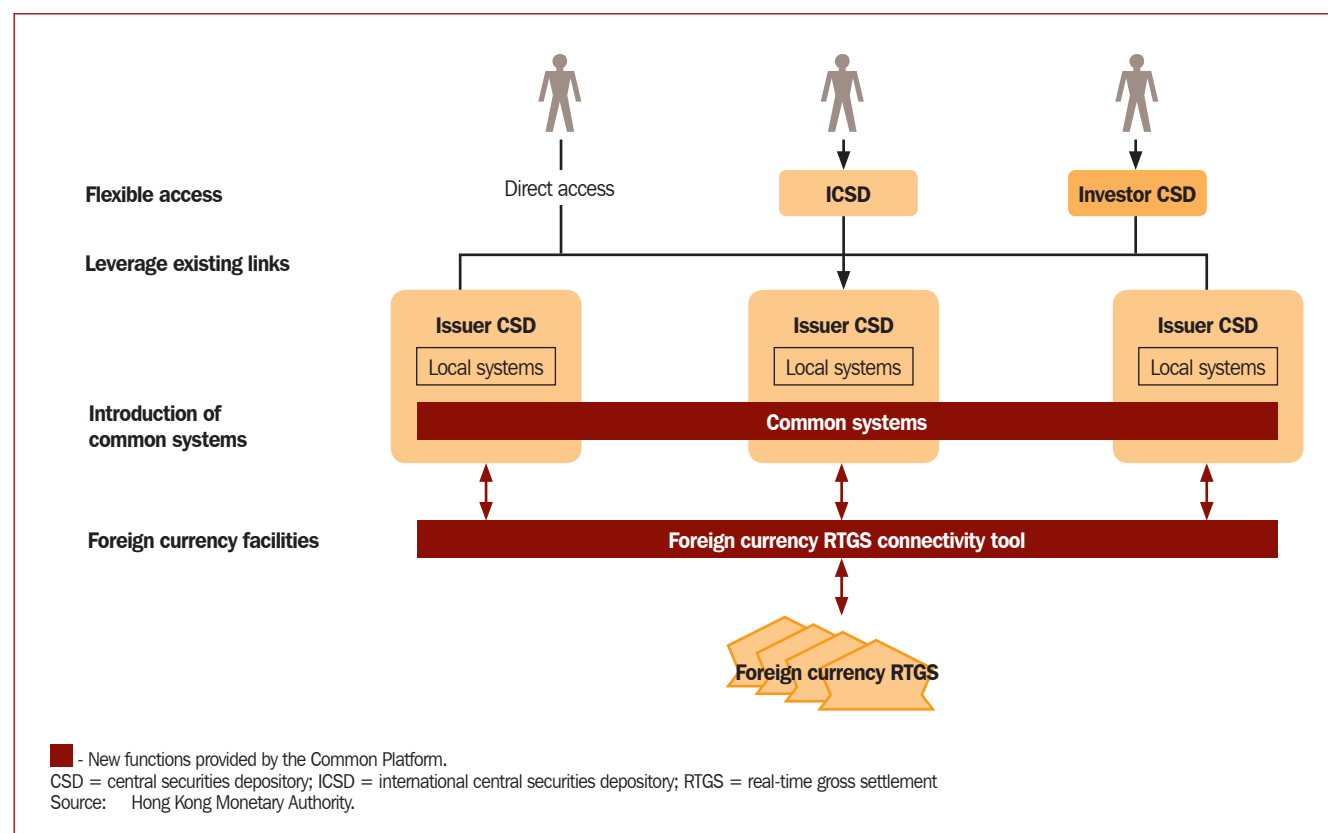 Flexible access
Direct access
ICSD
Investor CSD
Leverage existing links
Issuer CSD
Issuer CSD
Issuer CSD
Local systems
Local systems
Local systems
Introduction of
common systems
Common systems
Foreign currency facilities
Foreign currency RTGS connectivity tool
Foreign currency RTGS
- New functions provided by the Common Platform.
CSD = central securities depository; ICSD = international central securities depository; RTGS = real-time gross settlement
Source: Hong Kong Monetary Authority.